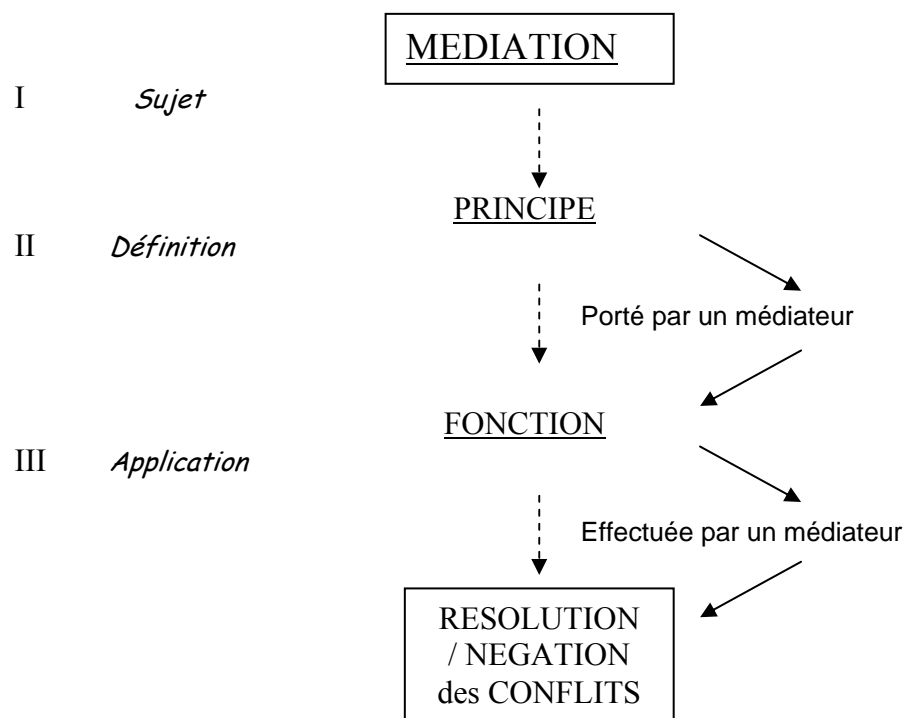 MEDIATION
I Sujet
PRINCIPE
II Définition
Porté par un médiateur
FONCTION
III Application
Effectuée par un médiateur
RESOLUTION
/ NEGATION
des CONFLITS